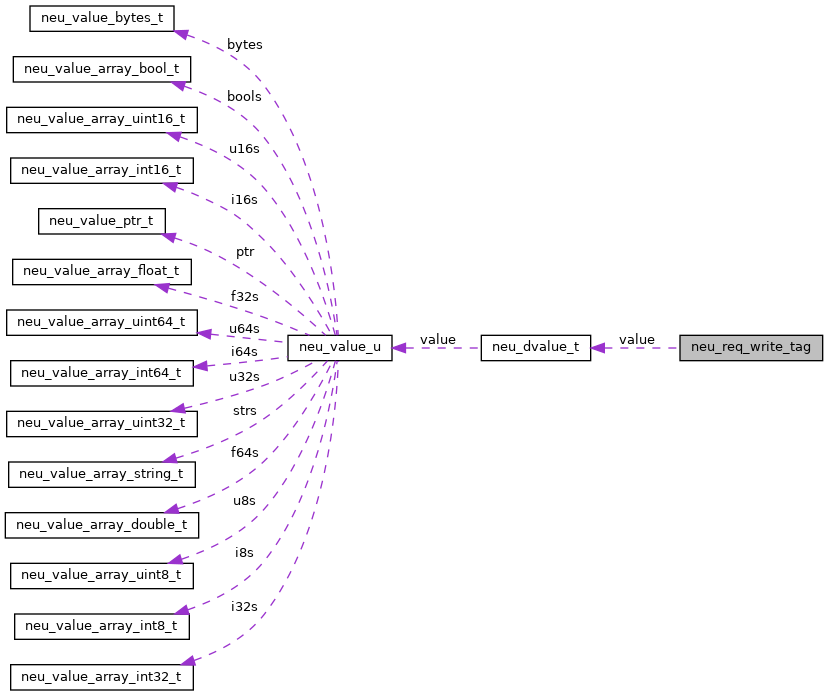 neu_value_bytes_t
bytes
neu_value_array_bool_t
bools
neu_value_array_uint16_t
u16s
neu_value_array_int16_t
i16s
neu_value_ptr_t
ptr
neu_value_array_float_t
f32s
neu_value_array_uint64_t
u64s
neu_value_u
value
neu_dvalue_t
value
neu_req_write_tag
i64s
neu_value_array_int64_t
u32s
neu_value_array_uint32_t
strs
neu_value_array_string_t
f64s
neu_value_array_double_t
u8s
neu_value_array_uint8_t
i8s
neu_value_array_int8_t
i32s
neu_value_array_int32_t